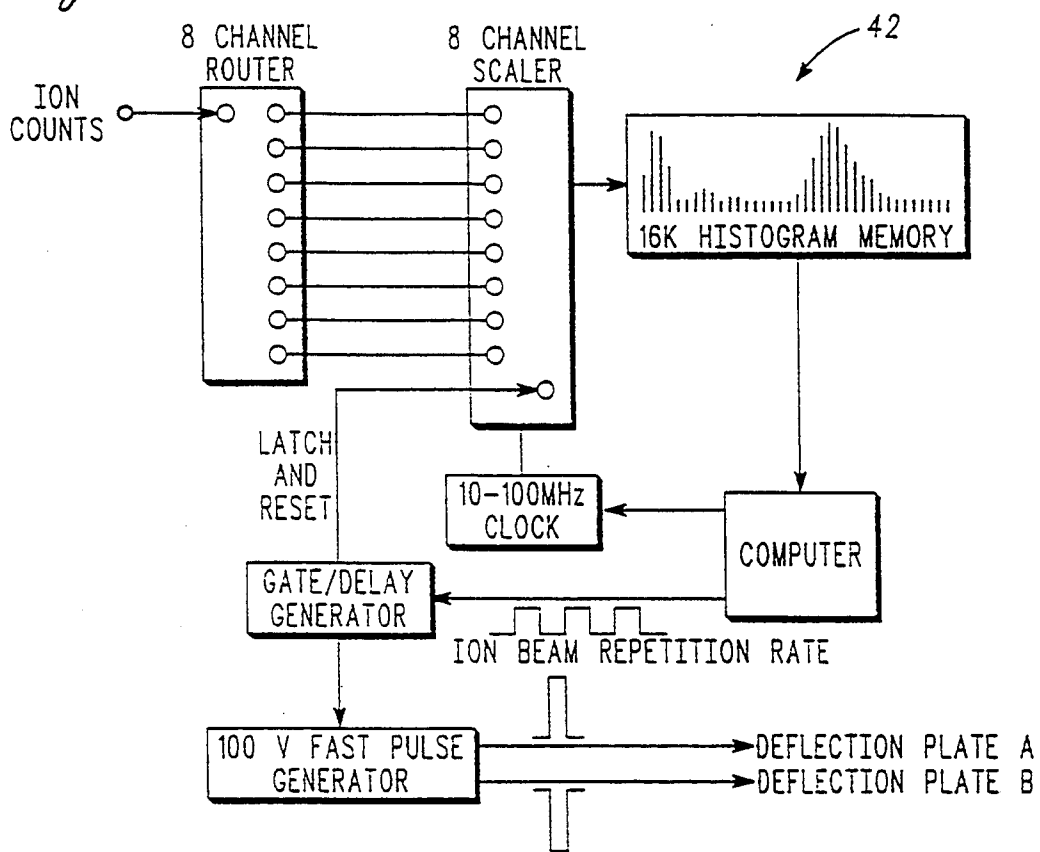 8 CHANNEL
ROUTER
8 CHANNEL
SCALER
42
ION
COUNTS
16K HISTOGRAM MEMORY
LATCH
AND
RESET
10-100MHz
CLOCK
COMPUTER
GATE/DELAY
GENERATOR
ION BEAM REPETITION RATE
100 V FAST PULSE
GENERATOR
DEFLECTION PLATE A
DEFLECTION PLATE B